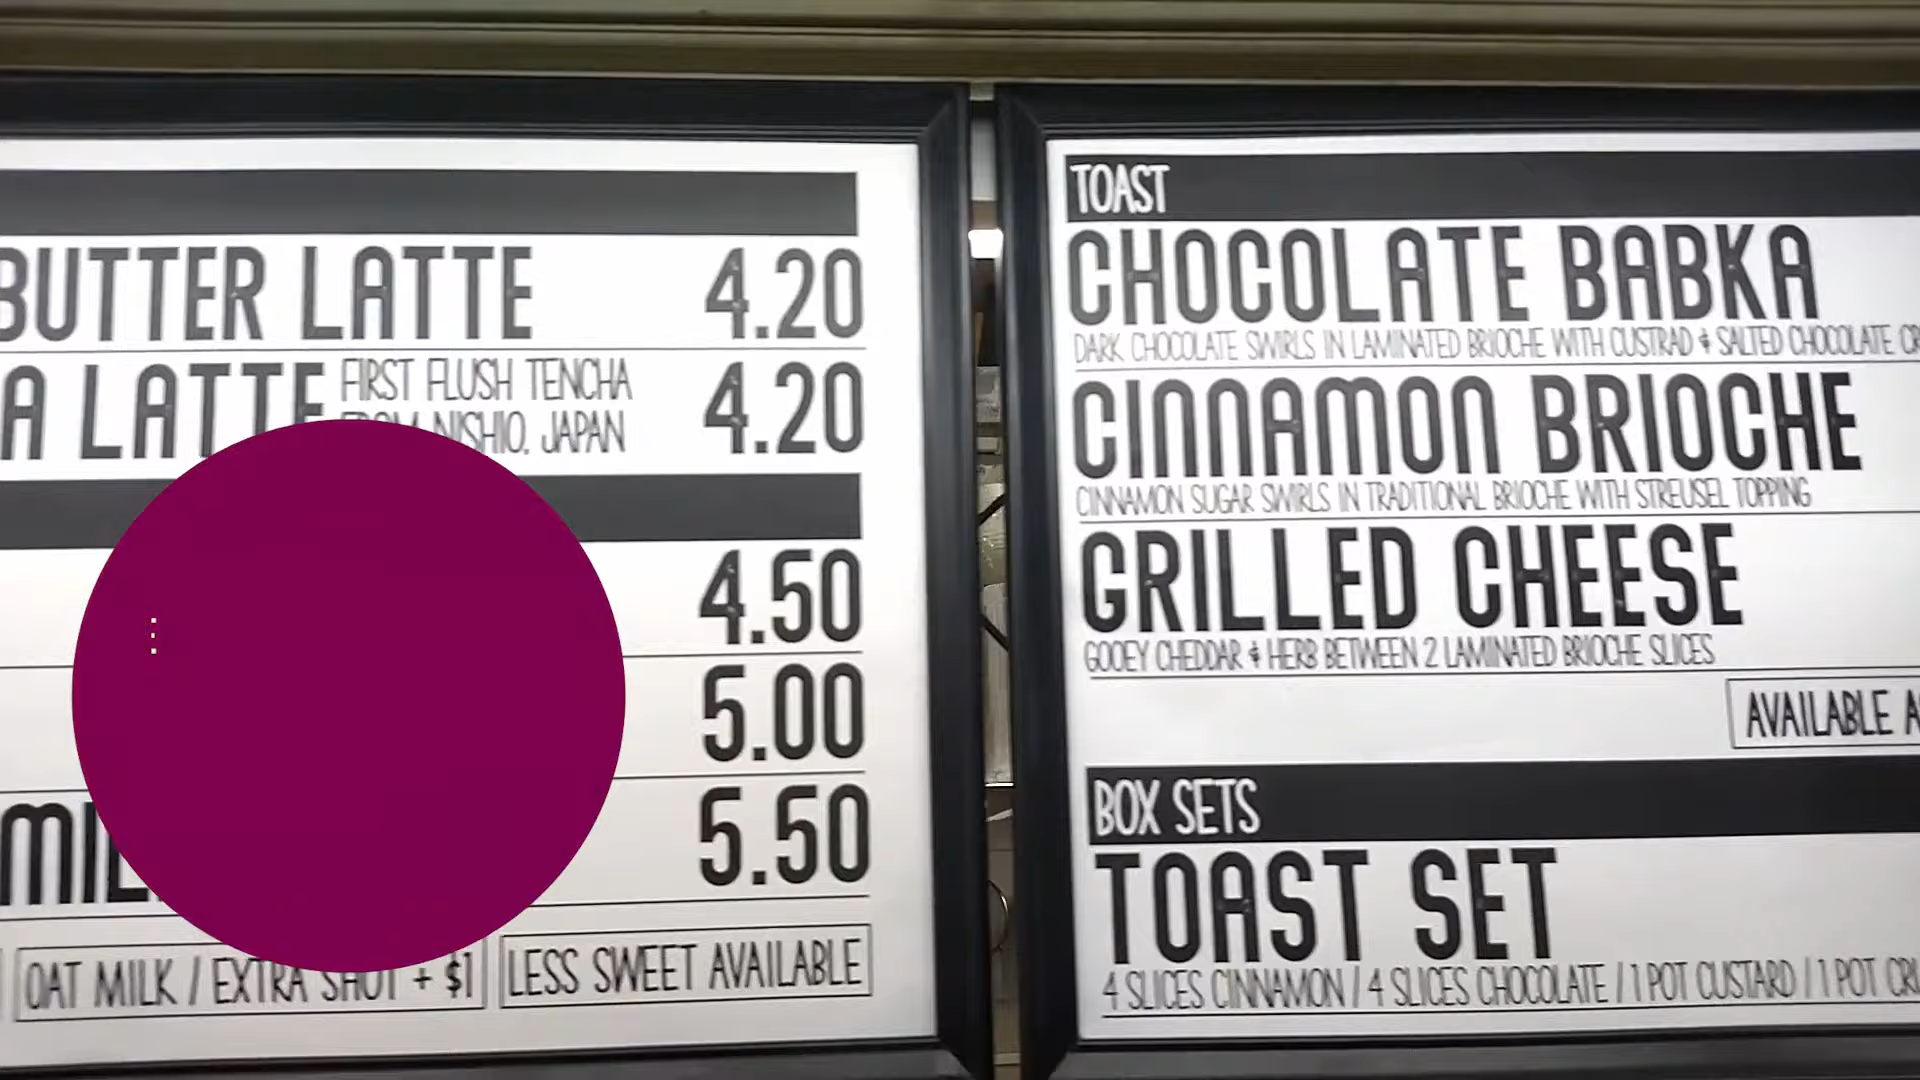 BUTTER LATTE 4.20
A LATTE FIRST FLUSH TENCHA 4.20
FROM NISHIO, JAPAN
4.50
5.00
5.50
OAT MILK / EXTRA SHOT + $1 LESS SWEET AVAILABLE
TOAST
CHOCOLATE BABKA
DARK CHOCOLATE SWIRLS IN LAMINATED BRIOCHE WITH CUSTRAD & SALTED CHOCOLATE
CINNAMON BRIOCHE
CINNAMON SUGAR SWIRLS IN TRADITIONAL BRIOCHE WITH STREUSEL TOPPING
GRILLED CHEESE
GOOEY CHEDDAR & HERB BETWEEN 2 LAMINATED BRIOCHE SLICES
AVAILABLE
BOX SETS
TOAST SET
4 SLICES CINNAMON / 4 SLICES CHOCOLATE / 1 POT CUSTARD / 1 POT